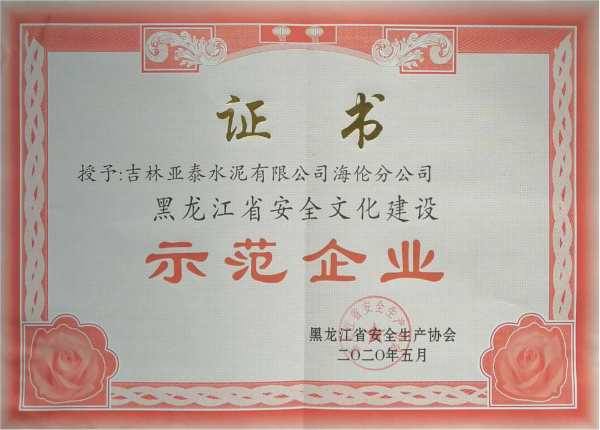 证书
授予:吉林亚泰水泥有限公司海伦分公司
黑龙江省安全文化建设
示范企业
黑龙江省安全生产协会
二〇二〇年五月